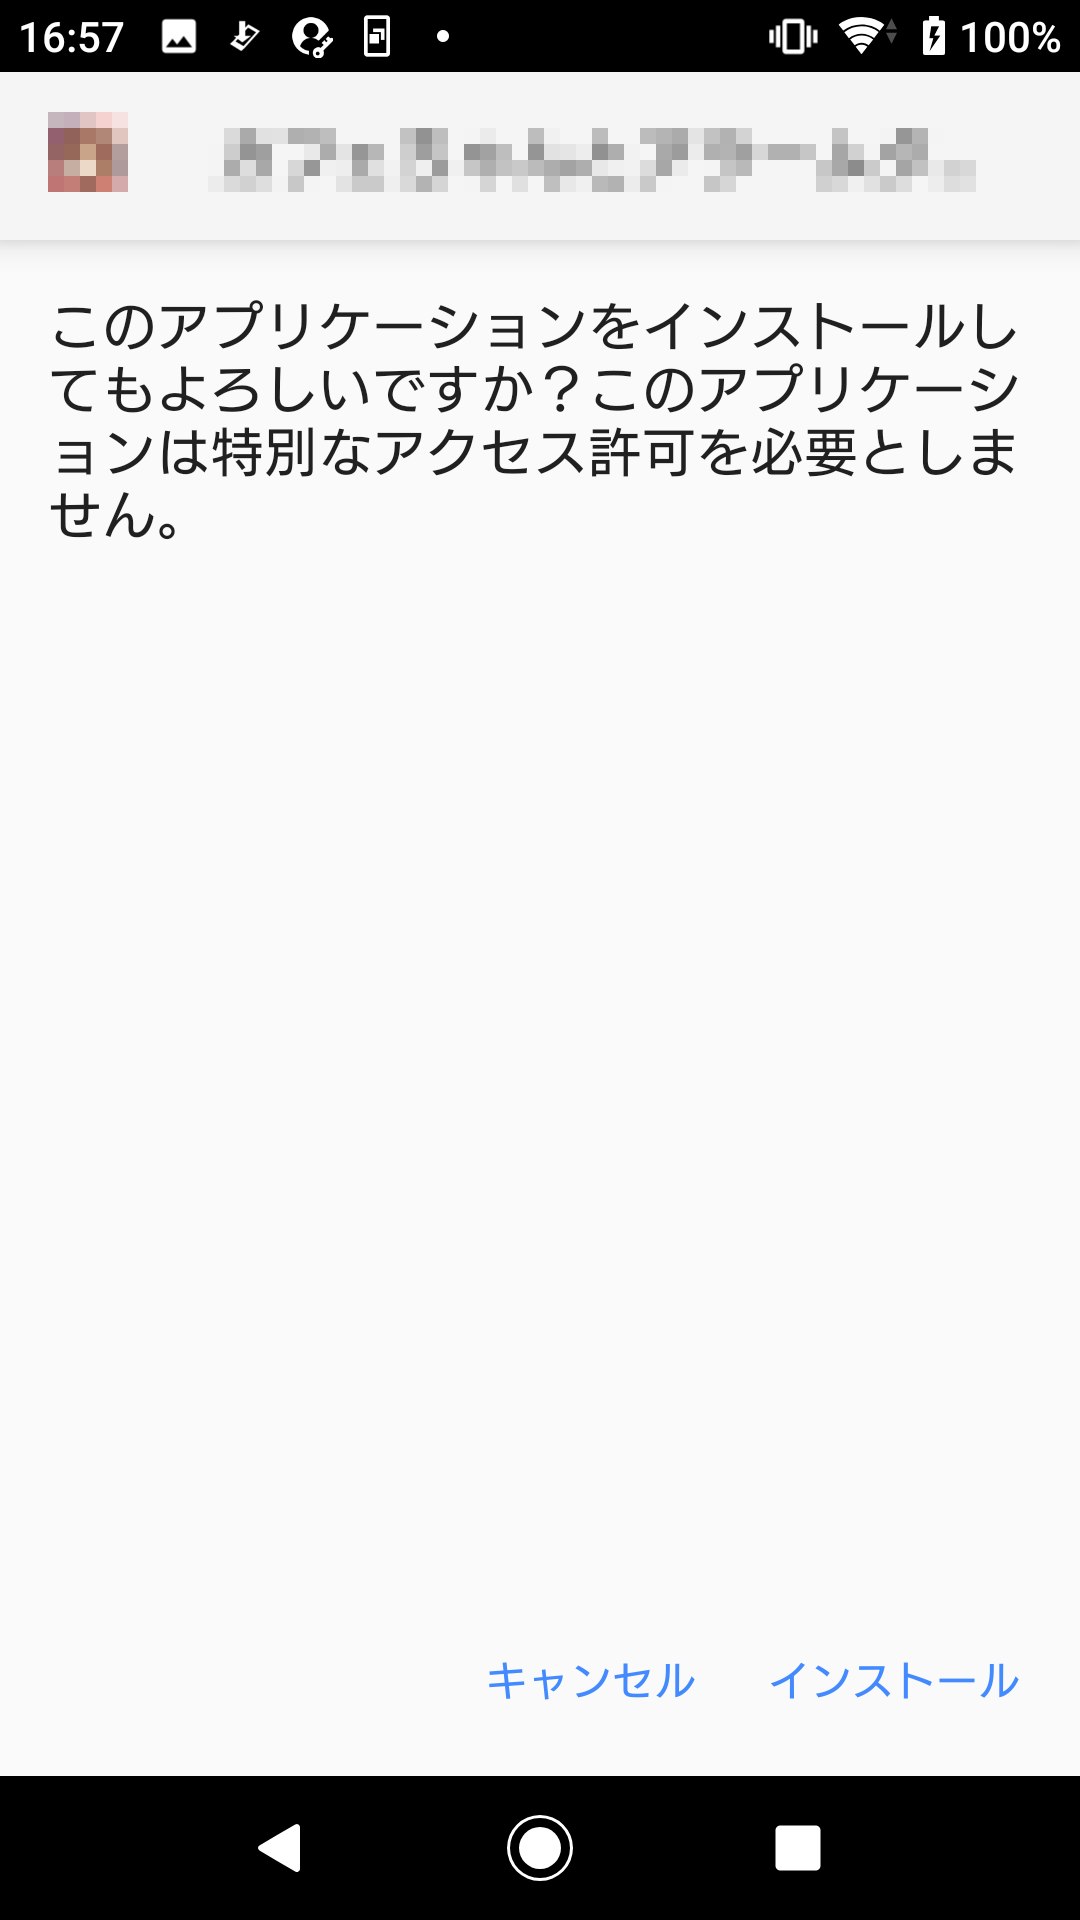 16:57
100%
このアプリケーションをインストールし
てもよろしいですか？このアプリケーシ
ョンは特別なアクセス許可を必要としま
せん。
キャンセル インストール